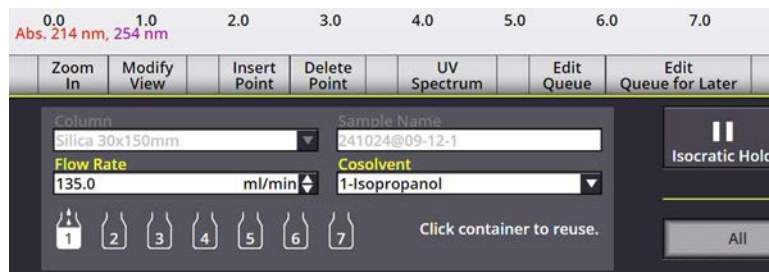 0.0 1.0 2.0 3.0 4.0 5.0 6.0 7.0
Abs. 214 nm, 254 nm
Zoom In Modify View Insert Point Delete Point UV Spectrum Edit Queue Edit Queue for Later
Column Sample Name
Silica 30x150mm 241024@09-12-1
Flow Rate Cosolvent
135.0 ml/min 1-Isopropanol
Isocratic Hold
1 2 3 4 5 6 7 Click container to reuse.
All